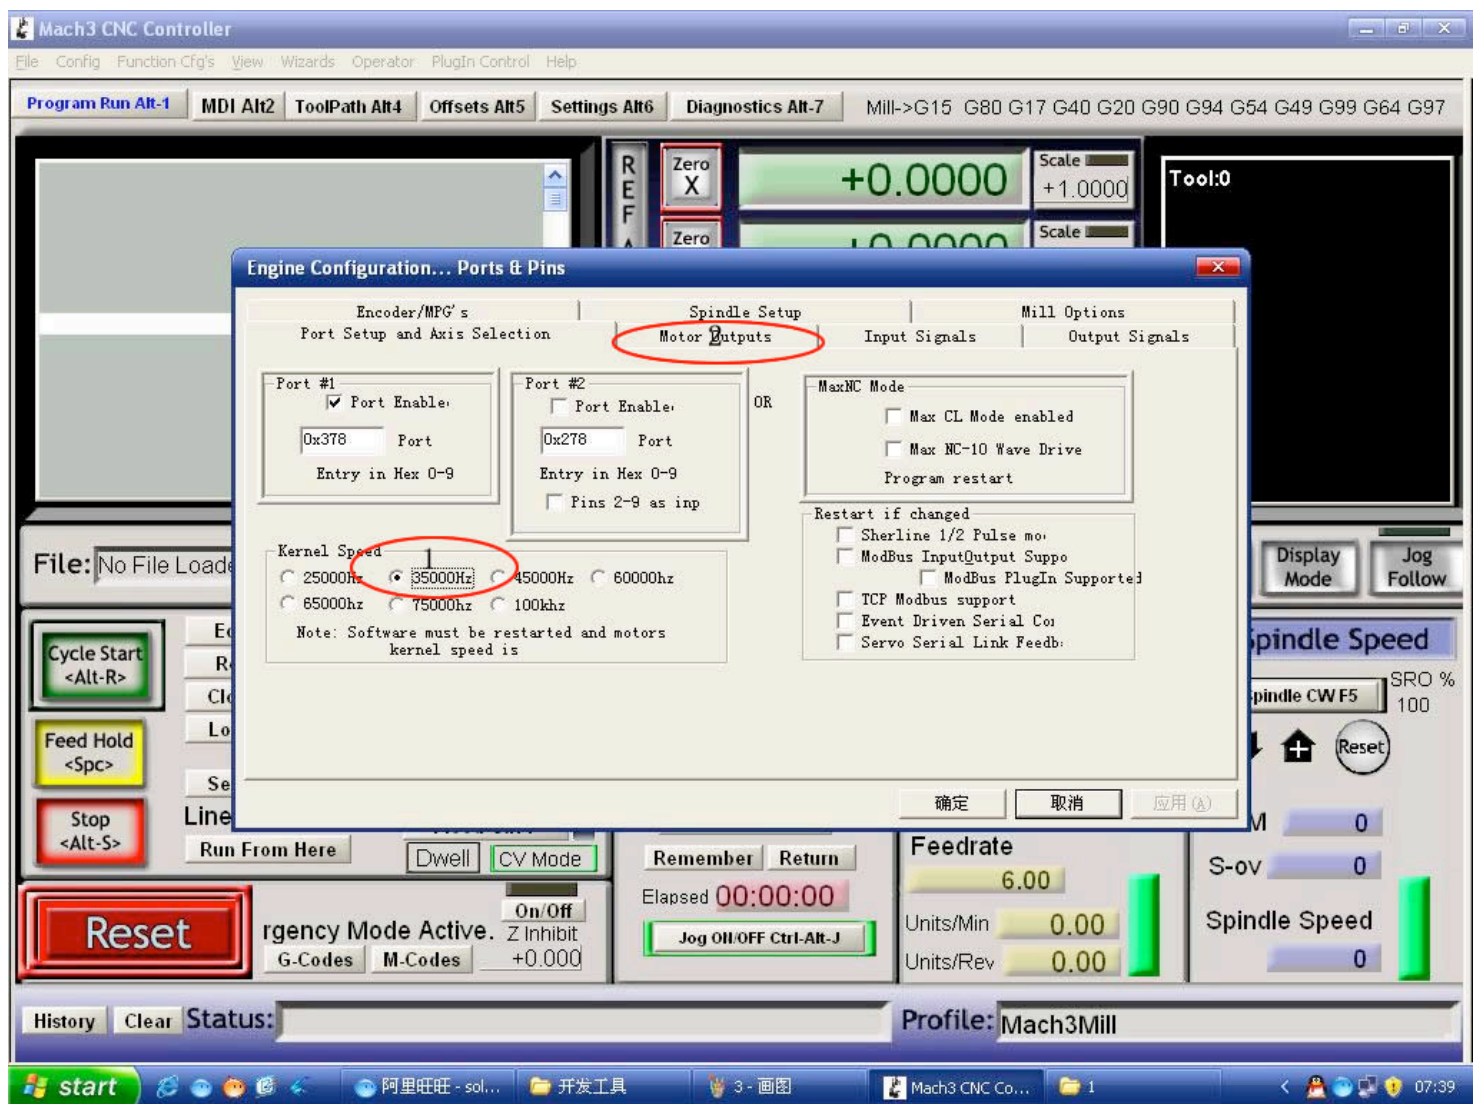 Mach3 CNC Controller
File Config Function Cfg's View Wizards Operator PlugIn Control Help
Program Run Alt-1 MDI Alt2 ToolPath Alt4 Offsets Alt5 Settings Alt6 Diagnostics Alt-7 Mill->G15 G80 G17 G40 G20 G90 G94 G54 G49 G99 G64 G97
REF
Zero X +0.0000 Scale +1.0000
Tool:0
Zero Scale
Engine Configuration... Ports & Pins
Encoder/MPG's Spindle Setup Mill Options
Port Setup and Axis Selection Motor Outputs Input Signals Output Signals
2
Port #1 Port #2 OR MaxNC Mode
Port Enable Port Enable Max CL Mode enabled
0x378 Port 0x278 Port Max NC-10 Wave Drive
Entry in Hex 0-9 Entry in Hex 0-9 Program restart
Pins 2-9 as inp
Restart if changed
Sherline 1/2 Pulse mo
ModBus InputOutput Suppo
ModBus PlugIn Supported
TCP Modbus support
Event Driven Serial Co
Servo Serial Link Feedb
Kernel Speed
1
25000Hz 35000Hz 45000Hz 60000hz
65000hz 75000hz 100khz
Note: Software must be restarted and motors
kernel speed is
确定 取消 应用(A)
File: No File Loade
Display Mode Jog Follow
Cycle Start
<Alt-R>
Feed Hold
<Spc>
Stop
<Alt-S>
Line
Run From Here Dwell CV Mode
Reset
rgency Mode Active.
On/Off
Z Inhibit
+0.000
G-Codes M-Codes
Remember Return
Elapsed 00:00:00
Jog ON/OFF Ctrl-Alt-J
Feedrate
6.00
Units/Min 0.00
Units/Rev 0.00
pindle Speed
pindle CW F5
SRO %
100
Reset
M 0
S-ov 0
Spindle Speed
0
History Clear Status: Profile: Mach3Mill
start 阿里旺旺 - sol... 开发工具 3 - 画图 Mach3 CNC Co... 1 07:39